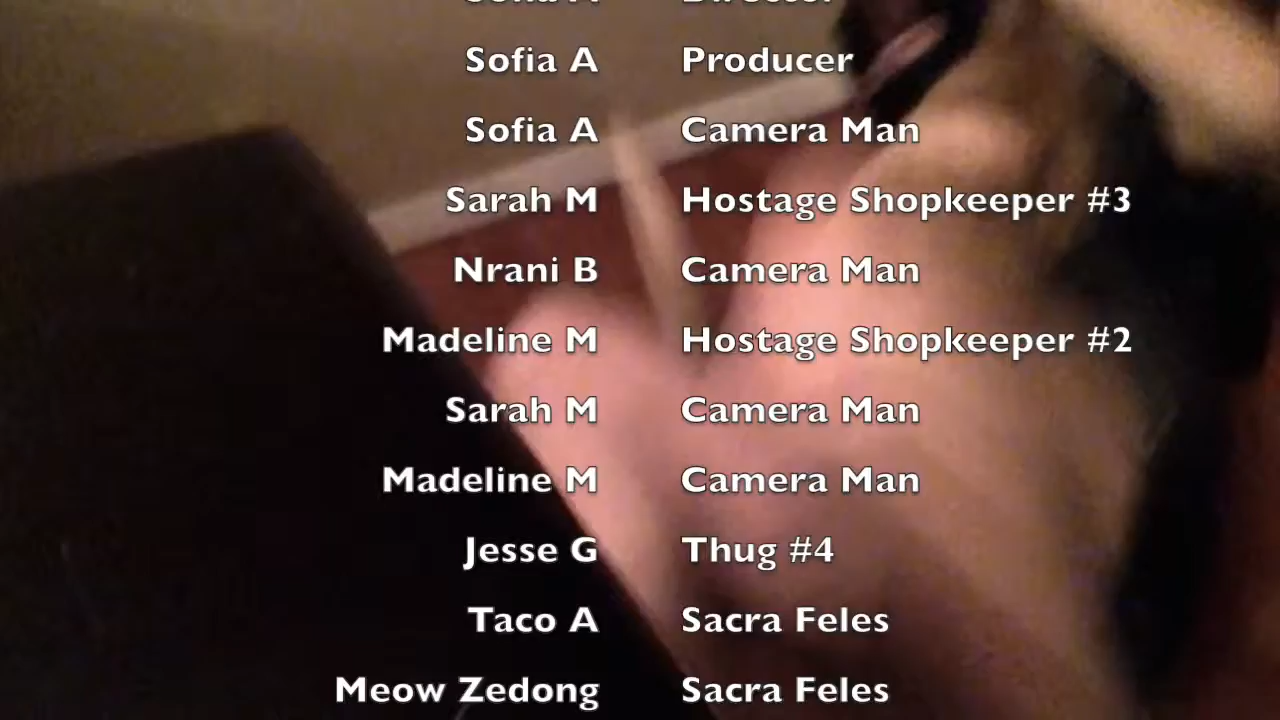 Sofia A Producer
Sofia A Camera Man
Sarah M Hostage Shopkeeper #3
Nrani B Camera Man
Madeline M Hostage Shopkeeper #2
Sarah M Camera Man
Madeline M Camera Man
Jesse G Thug #4
Taco A Sacra Feles
Meow Zedong Sacra Feles